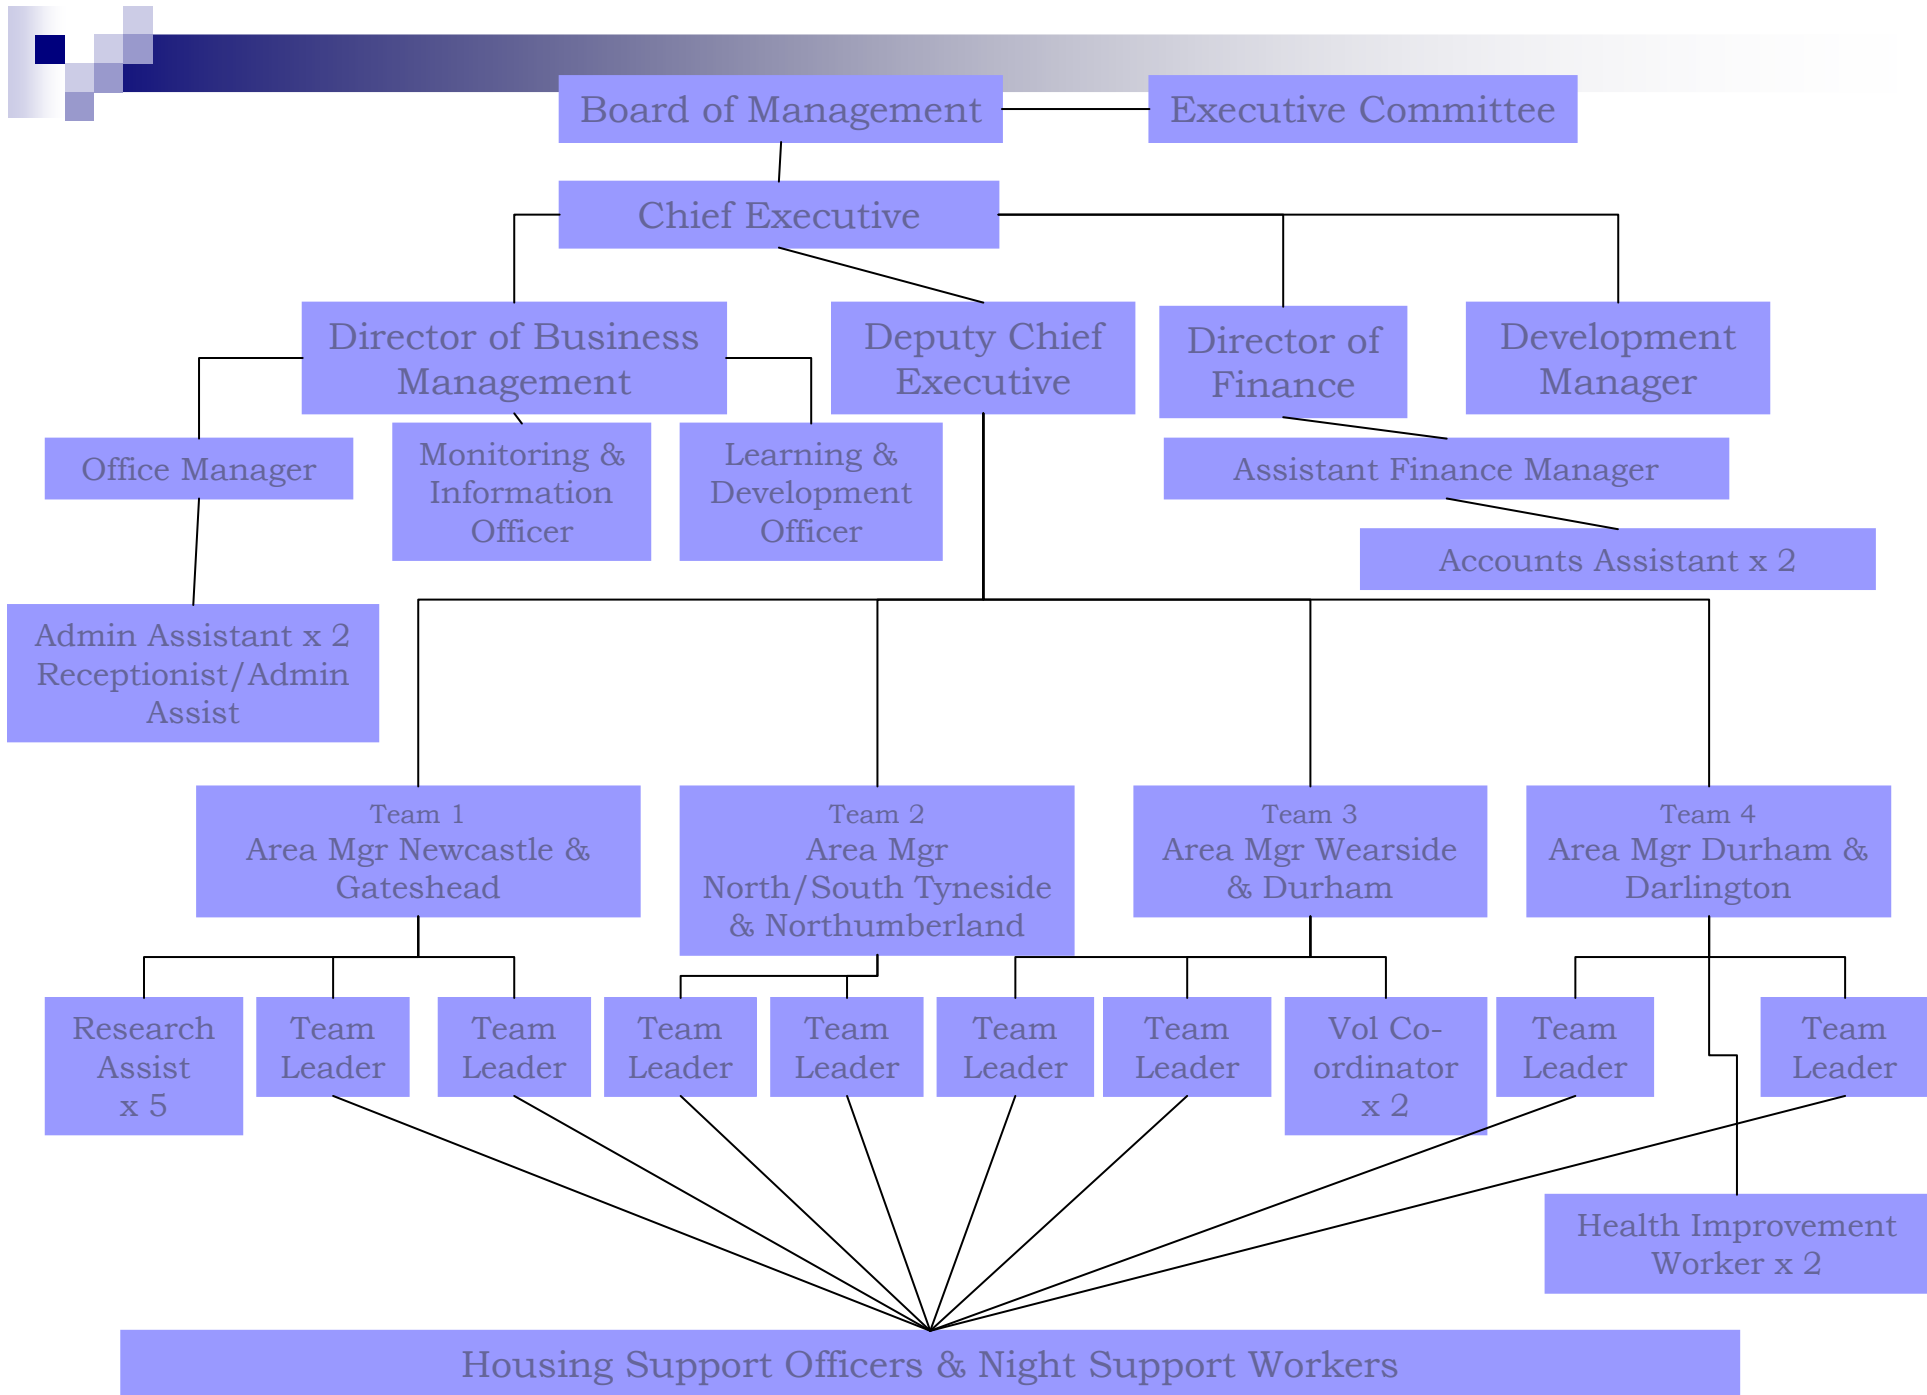 Board of Management
Executive Committee
Chief Executive
Director of Business
Management
Deputy Chief
Executive
Director of
Finance
Development
Manager
Office Manager
Monitoring &
Information
Officer
Learning &
Development
Officer
Assistant Finance Manager
Accounts Assistant x 2
Admin Assistant x 2
Receptionist/Admin
Assist
Team 1
Area Mgr Newcastle &
Gateshead
Team 2
Area Mgr
North/South Tyneside
& Northumberland
Team 3
Area Mgr Wearside
& Durham
Team 4
Area Mgr Durham &
Darlington
Research
Assist
x 5
Team
Leader
Team
Leader
Team
Leader
Team
Leader
Team
Leader
Team
Leader
Vol Co-
ordinator
x 2
Team
Leader
Team
Leader
Health Improvement
Worker x 2
Housing Support Officers & Night Support Workers